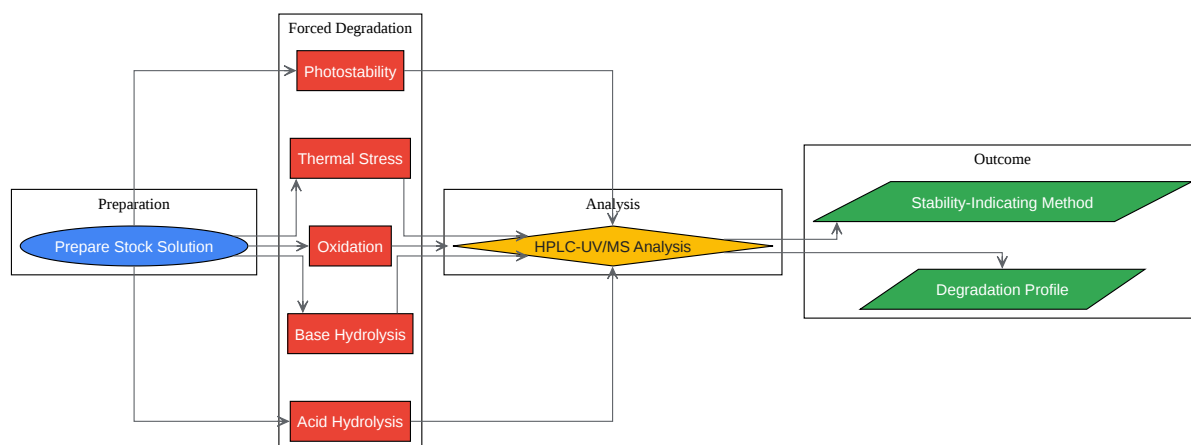 Forced Degradation
Photostability
Thermal Stress
Oxidation
Base Hydrolysis
Acid Hydrolysis
Preparation
Prepare Stock Solution
Analysis
HPLC-UV/MS Analysis
Outcome
Stability-Indicating Method
Degradation Profile